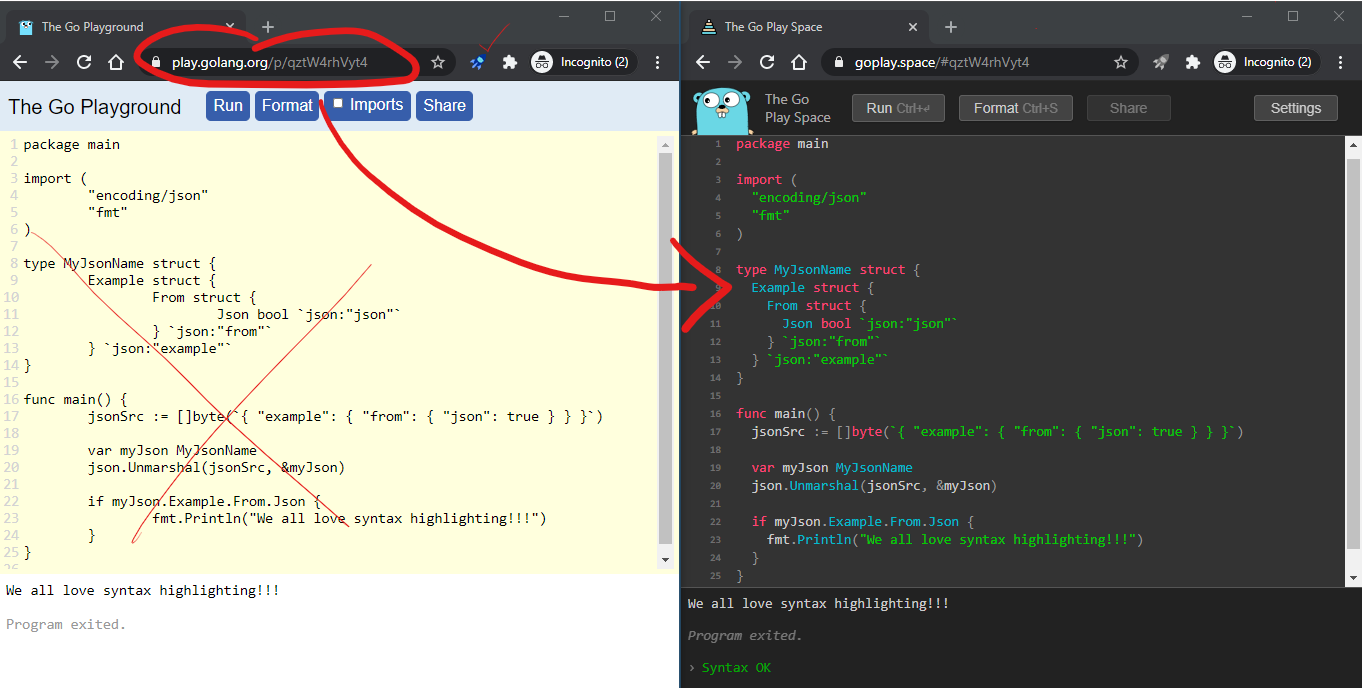 The Go Playground
play.golang.org/p/qztW4rhVyt4
Incognito (2)
The Go Playground
Run
Format
Imports
Share
1 package main
2
3 import (
4 "encoding/json"
5 "fmt"
6 )
7
8 type MyJsonName struct {
9 Example struct {
10 From struct {
11 Json bool `json:"json"`
12 } `json:"from"`
13 } `json:"example"`
14 }
15
16 func main() {
17 jsonSrc := []byte(`{ "example": { "from": { "json": true } } }`)
18
19 var myJson MyJsonName
20 json.Unmarshal(jsonSrc, &myJson)
21
22 if myJson.Example.From.Json {
23 fmt.Println("We all love syntax highlighting!!!")
24 }
25 }
26
We all love syntax highlighting!!!
Program exited.
The Go Play Space
goplay.space/#qztW4rhVyt4
Incognito (2)
The Go
Play Space
Run Ctrl+↵
Format Ctrl+S
Share
Settings
1 package main
2
3 import (
4 "encoding/json"
5 "fmt"
6 )
7
8 type MyJsonName struct {
9 Example struct {
10 From struct {
11 Json bool `json:"json"`
12 } `json:"from"`
13 } `json:"example"`
14 }
15
16 func main() {
17 jsonSrc := []byte(`{ "example": { "from": { "json": true } } }`)
18
19 var myJson MyJsonName
20 json.Unmarshal(jsonSrc, &myJson)
21
22 if myJson.Example.From.Json {
23 fmt.Println("We all love syntax highlighting!!!")
24 }
25 }
We all love syntax highlighting!!!
Program exited.
› Syntax OK